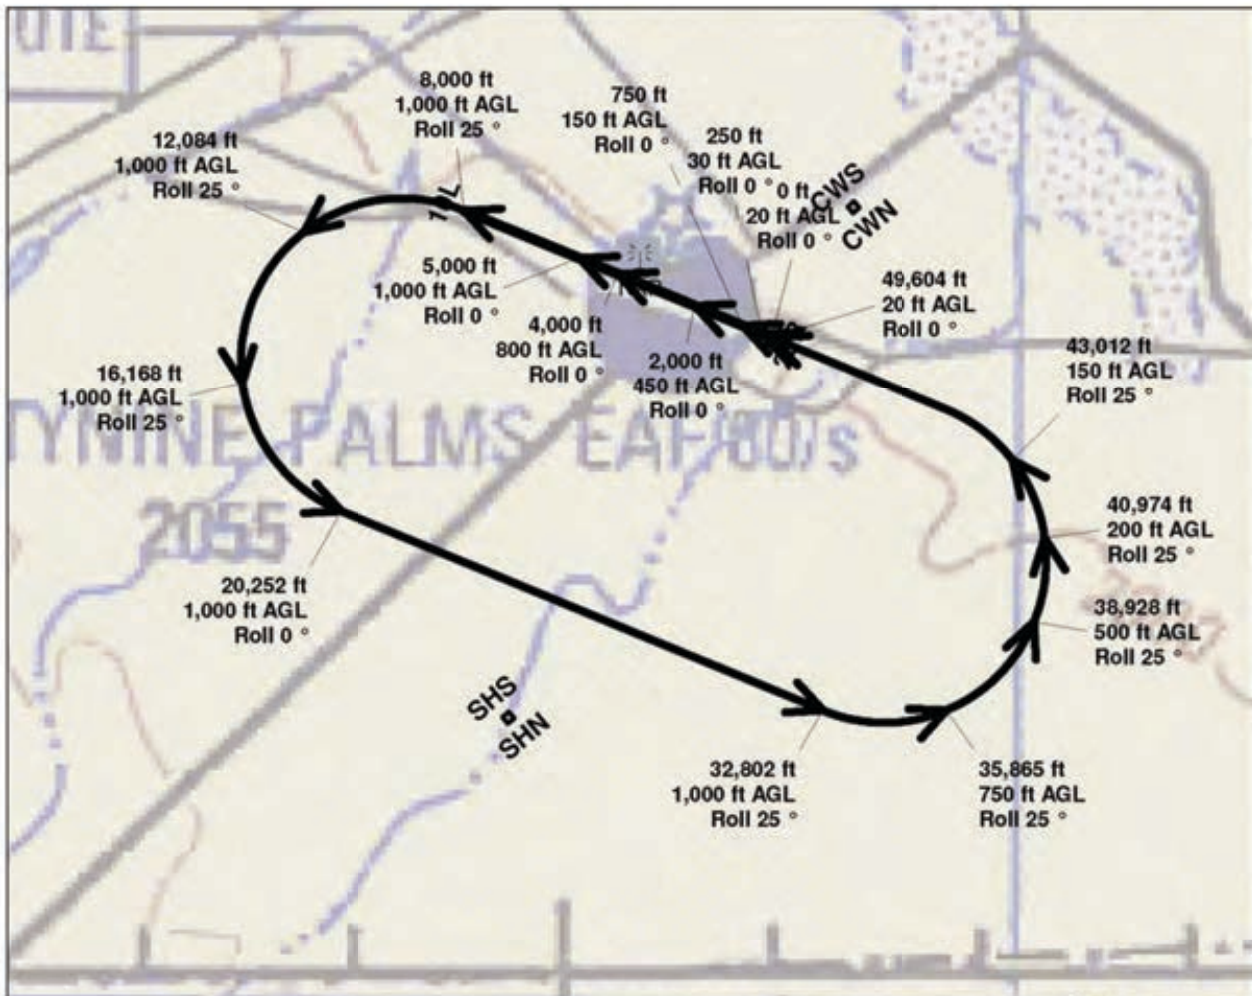 UTE
8,000 ft
1,000 ft AGL
Roll 25 °
750 ft
150 ft AGL
Roll 0 °
250 ft
30 ft AGL
Roll 0 °
0 ft
20 ft AGL
Roll 0 °
CWS
CWN
12,084 ft
1,000 ft AGL
Roll 25 °
5,000 ft
1,000 ft AGL
Roll 0 °
4,000 ft
800 ft AGL
Roll 0 °
2,000 ft
450 ft AGL
Roll 0 °
49,604 ft
20 ft AGL
Roll 0 °
43,012 ft
150 ft AGL
Roll 25 °
16,168 ft
1,000 ft AGL
Roll 25 °
TYNINE PALMS EAF
2055
40,974 ft
200 ft AGL
Roll 25 °
20,252 ft
1,000 ft AGL
Roll 0 °
38,928 ft
500 ft AGL
Roll 25 °
SHS
SHN
32,802 ft
1,000 ft AGL
Roll 25 °
35,865 ft
750 ft AGL
Roll 25 °